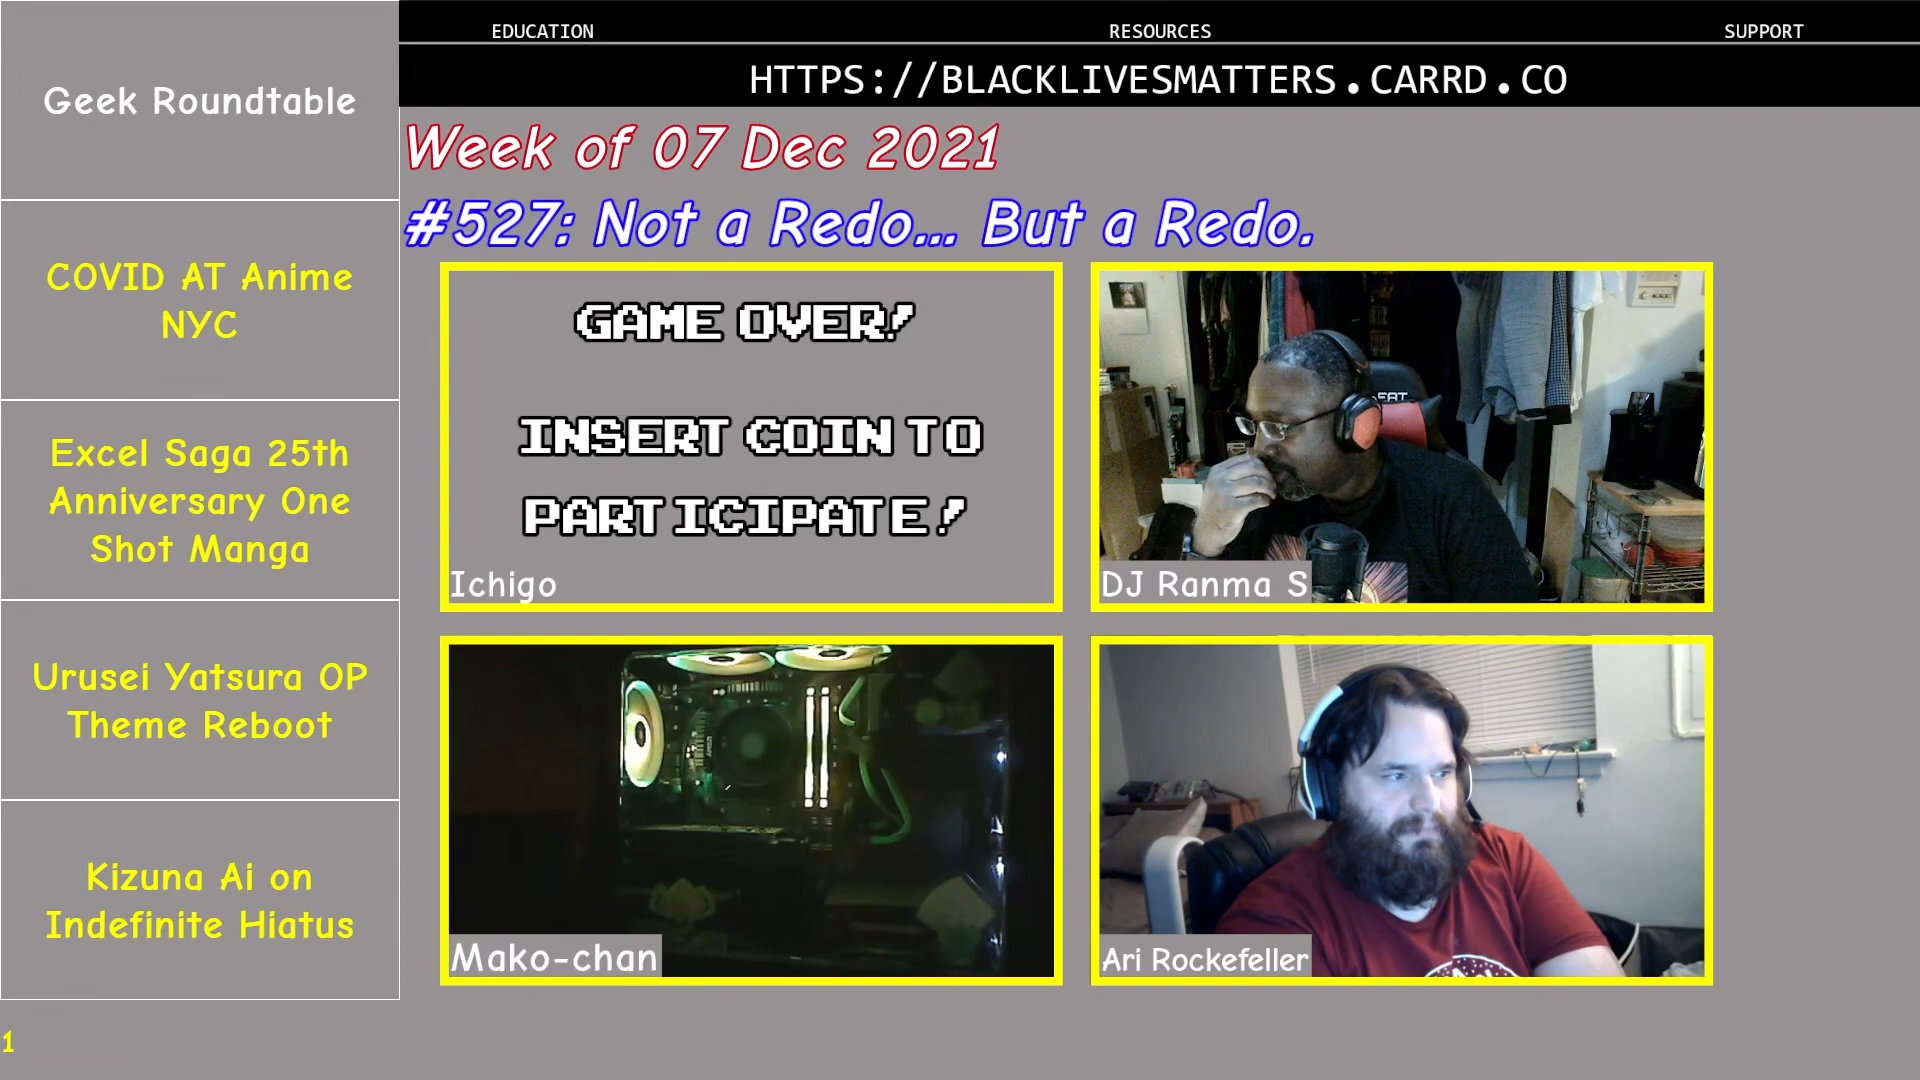 EDUCATION RESOURCES SUPPORT
HTTPS://BLACKLIVESMATTERS.CARRD.CO
Geek Roundtable
COVID AT Anime
NYC
Excel Saga 25th
Anniversary One
Shot Manga
Urusei Yatsura OP
Theme Reboot
Kizuna Ai on
Indefinite Hiatus
1
Week of 07 Dec 2021
#527: Not a Redo... But a Redo.
GAME OVER!
INSERT COIN TO
PARTICIPATE!
Ichigo
DJ Ranma S
Mako-chan
Ari Rockefeller